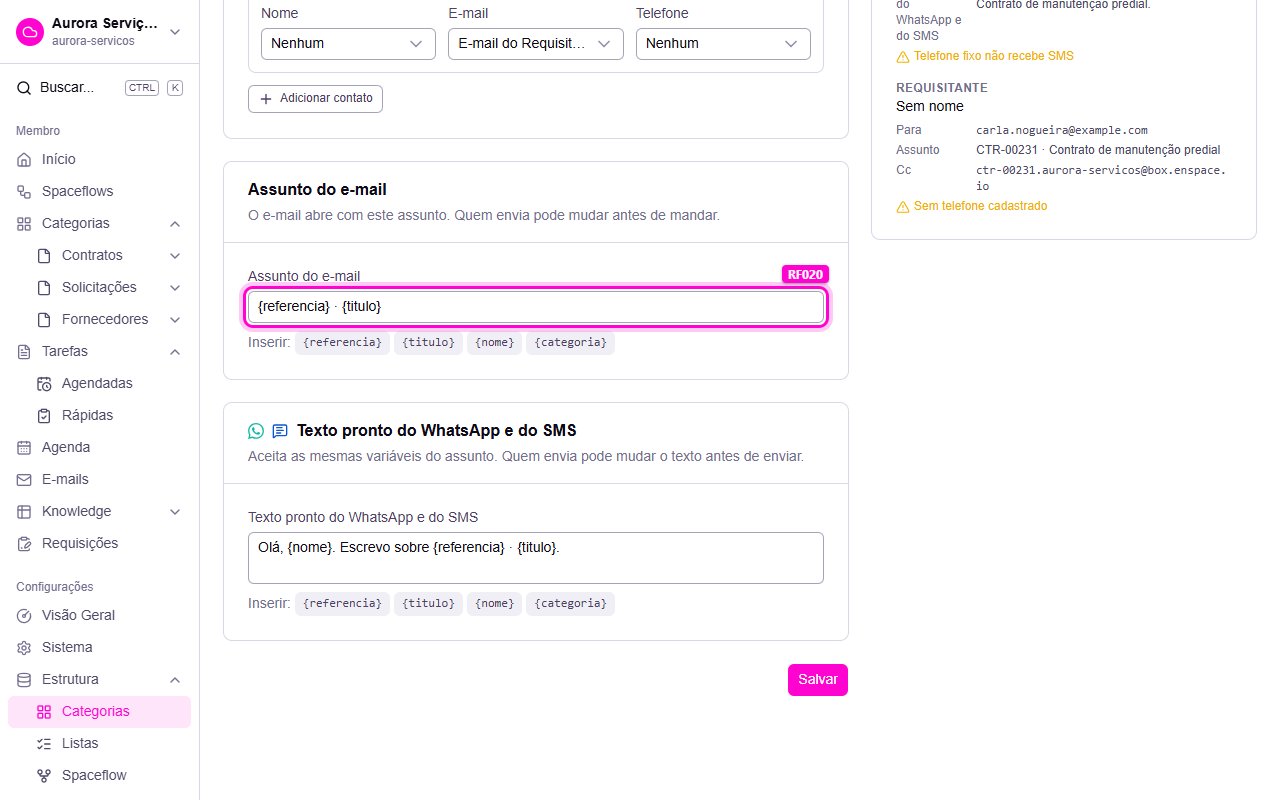 Aurora Serviç...
aurora-servicos
Buscar...
CTRL
K
Membro
Início
Spaceflows
Categorias
Contratos
Solicitações
Fornecedores
Tarefas
Agendadas
Rápidas
Agenda
E-mails
Knowledge
Requisições
Configurações
Visão Geral
Sistema
Estrutura
Categorias
Listas
Spaceflow
Nome
E-mail
Telefone
Nenhum
E-mail do Requisit...
Nenhum
Adicionar contato
Assunto do e-mail
O e-mail abre com este assunto. Quem envia pode mudar antes de mandar.
Assunto do e-mail
RF020
{referencia} · {titulo}
Inserir: {referencia} {titulo} {nome} {categoria}
Texto pronto do WhatsApp e do SMS
Aceita as mesmas variáveis do assunto. Quem envia pode mudar o texto antes de enviar.
Texto pronto do WhatsApp e do SMS
Olá, {nome}. Escrevo sobre {referencia} · {titulo}.
Inserir: {referencia} {titulo} {nome} {categoria}
Salvar
do
WhatsApp e
do SMS
Contrato de manutenção predial.
Telefone fixo não recebe SMS
REQUISITANTE
Sem nome
Para carla.nogueira@example.com
Assunto CTR-00231 · Contrato de manutenção predial
Cc ctr-00231.aurora-servicos@box.enspace.
io
Sem telefone cadastrado